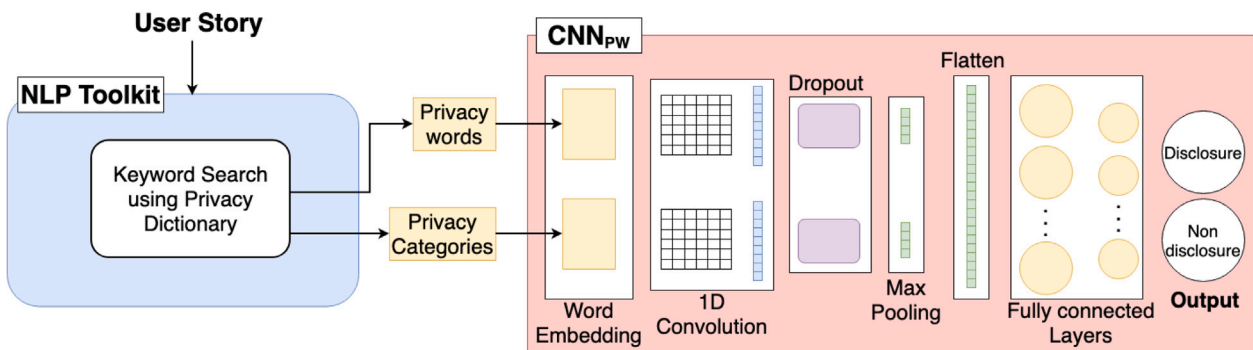 User Story
NLP Toolkit
Keyword Search
using Privacy
Dictionary
Privacy
words
Privacy
Categories
CNNPW
Word
Embedding
1D
Convolution
Dropout
Max
Pooling
Flatten
Fully connected
Layers
Disclosure
Non
disclosure
Output